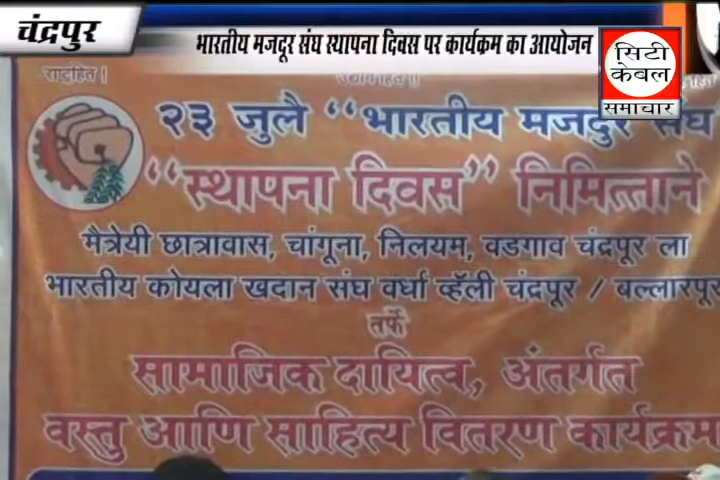 चंद्रपुर
भारतीय मजदूर संघ स्थापना दिवस पर कार्यक्रम का आयोजन
सिटी
केबल
समाचार
राष्ट्रहित !
२३ जुलै “भारतीय मजदुर संघ
“स्थापना दिवस” निमित्ताने
मैत्रेयी छात्रावास, चांगूना, निलयम, वडगाव चंद्रपूर ला
भारतीय कोयला खदान संघ वर्धा व्हॅली चंद्रपूर / बल्लारपूर
तर्फे
सामाजिक दायित्व, अंतर्गत
वस्तु आणि साहित्य वितरण कार्यक्रम